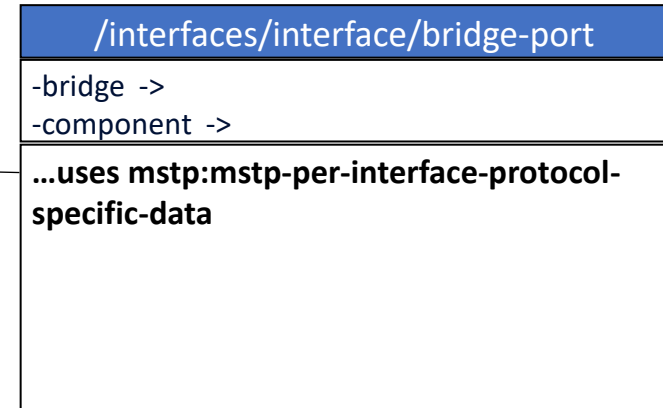 /interfaces/interface/bridge-port
-bridge ->
-component ->
…uses mstp:mstp-per-interface-protocol-
specific-data